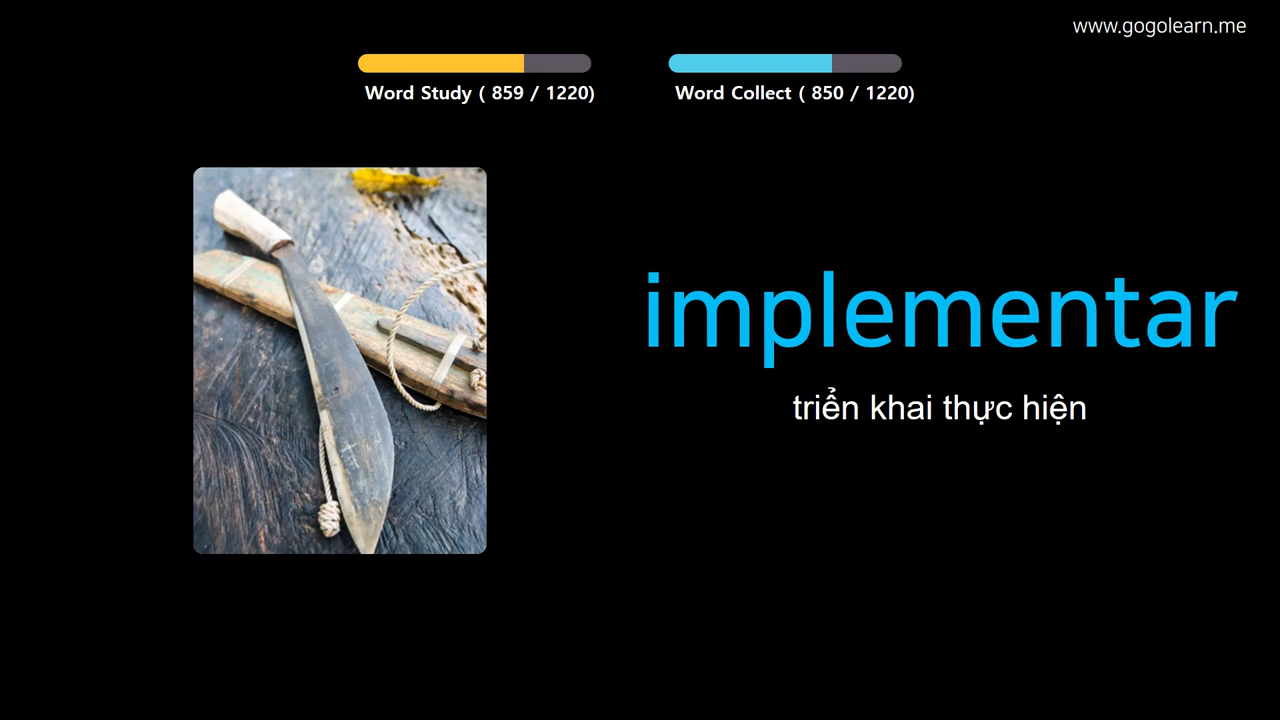 www.gogolearn.me
Word Study ( 859 / 1220)
Word Collect ( 850 / 1220)
implementar
triển khai thực hiện